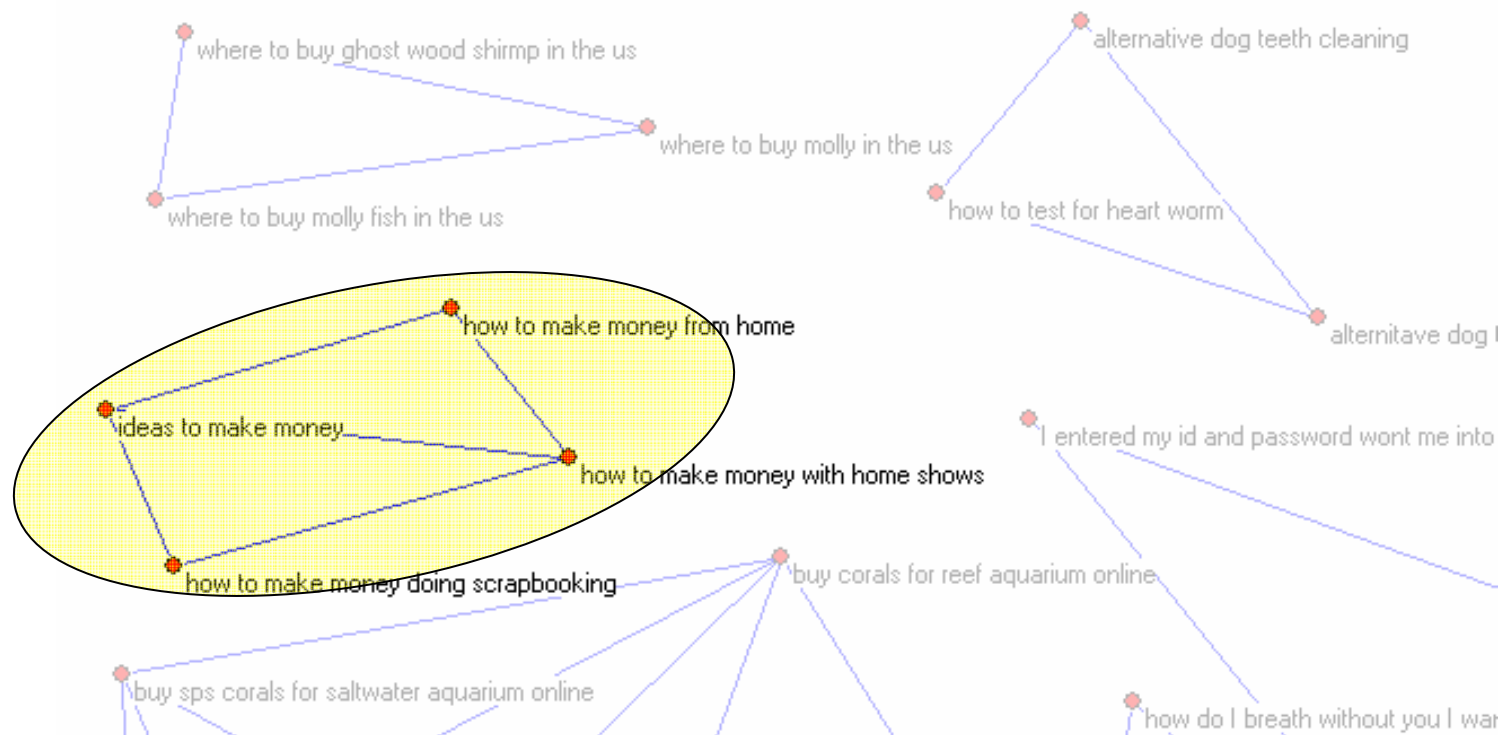 where to buy ghost wood shirmp in the us
alternative dog teeth cleaning
where to buy molly in the us
where to buy molly fish in the us
how to test for heart worm
how to make money from home
alternitave dog
ideas to make money
I entered my id and password wont me into
how to make money with home shows
how to make money doing scrapbooking
buy corals for reef aquarium online
buy sps corals for saltwater aquarium online
how do I breath without you I